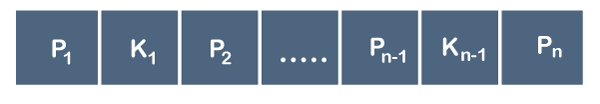 P₁ K₁ P₂ ..... Pₙ₋₁ Kₙ₋₁ Pₙ